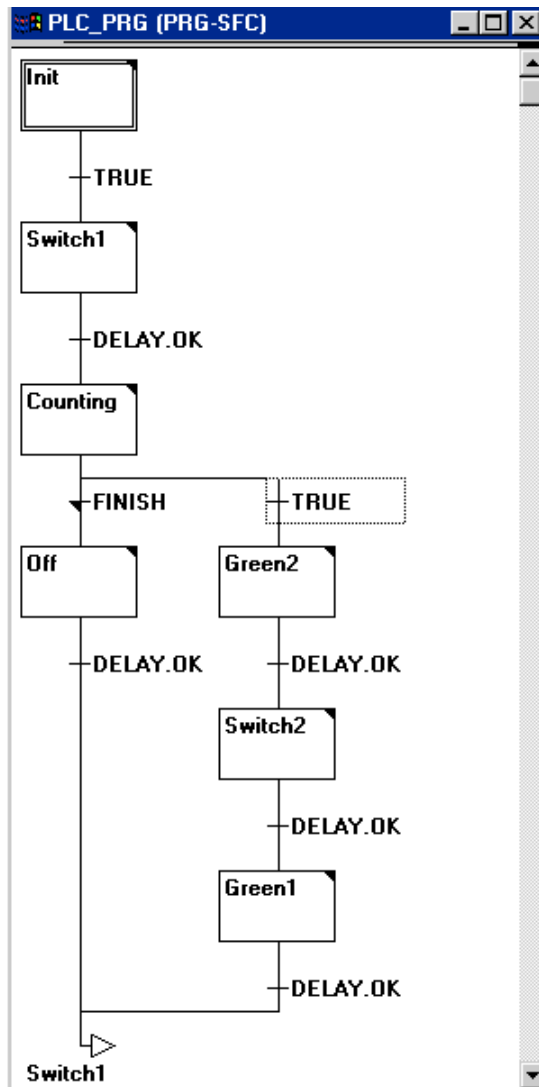 PLC_PRG (PRG-SFC)
Init
TRUE
Switch1
DELAY.OK
Counting
FINISH
TRUE
Off
Green2
DELAY.OK
DELAY.OK
Switch2
DELAY.OK
Green1
DELAY.OK
Switch1